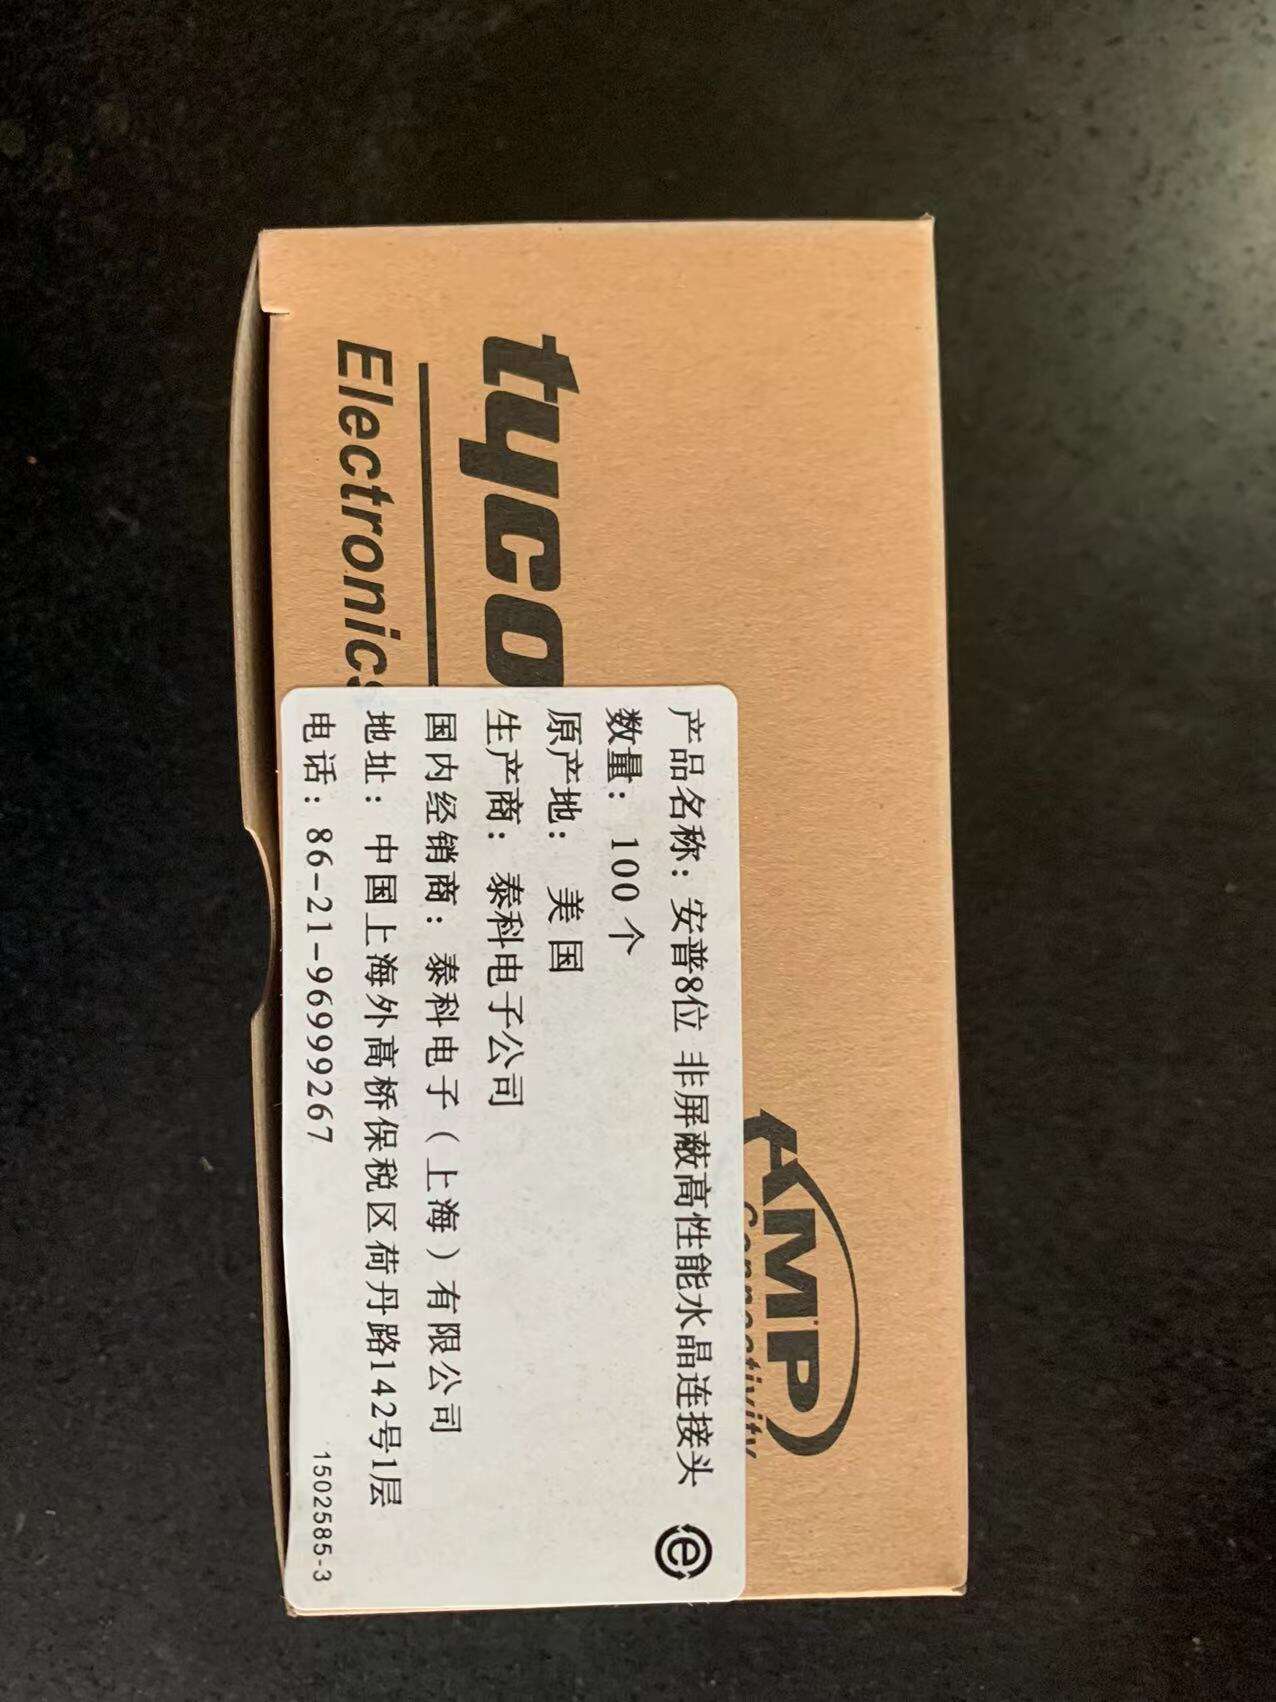 tyco
Electronics
AMP
Connectivity
产品名称：安普8位 非屏蔽高性能水晶连接头
数量： 100 个
原产地： 美国
生产商：泰科电子公司
国内经销商：泰科电子（上海）有限公司
地址：中国上海外高桥保税区荷丹路142号1层
电话：86-21-96999267
1502585-3
e